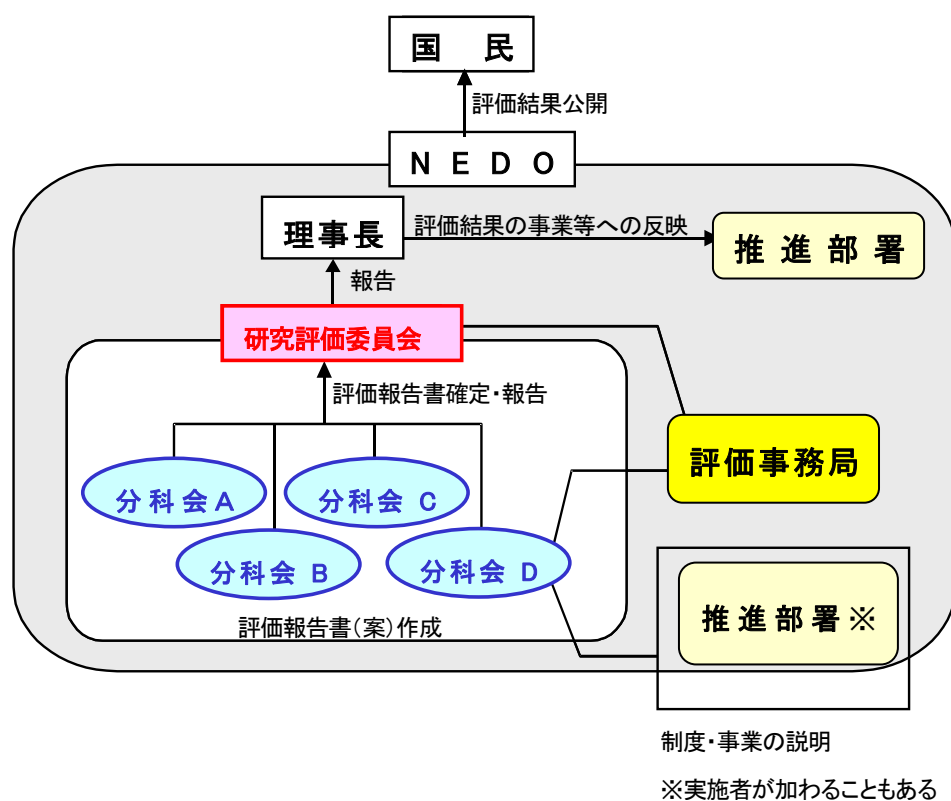 国 民
評価結果公開
N E D O
理事長
評価結果の事業等への反映
推 進 部 署
報告
研究評価委員会
評価報告書確定・報告
評価事務局
分科会 A
分科会 C
分科会 B
分科会 D
推 進 部 署 ※
評価報告書(案)作成
制度・事業の説明
※実施者が加わることもある